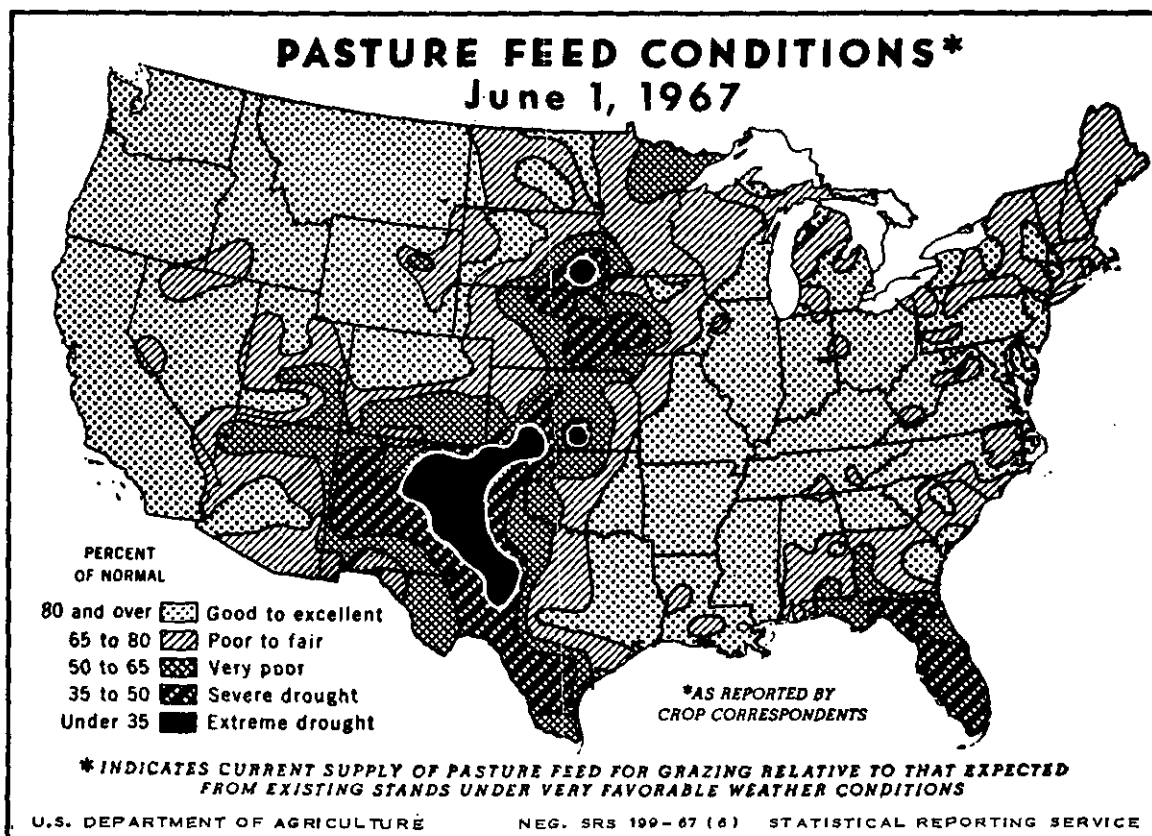 PASTURE FEED CONDITIONS*
June 1, 1967
PERCENT
OF NORMAL
80 and over Good to excellent
65 to 80 Poor to fair
50 to 65 Very poor
35 to 50 Severe drought
Under 35 Extreme drought
*AS REPORTED BY
CROP CORRESPONDENTS
* INDICATES CURRENT SUPPLY OF PASTURE FEED FOR GRAZING RELATIVE TO THAT EXPECTED
FROM EXISTING STANDS UNDER VERY FAVORABLE WEATHER CONDITIONS
U.S. DEPARTMENT OF AGRICULTURE NEG. SRS 199-67 (6) STATISTICAL REPORTING SERVICE